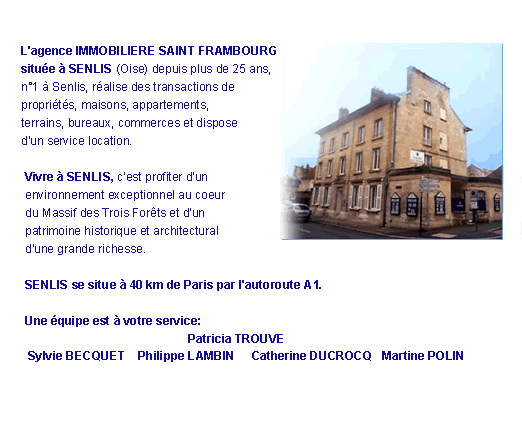 L'agence IMMOBILIERE SAINT FRAMBOURG
située à SENLIS (Oise) depuis plus de 25 ans,
n°1 à Senlis, réalise des transactions de
propriétés, maisons, appartements,
terrains, bureaux, commerces et dispose
d'un service location.
Vivre à SENLIS, c'est profiter d'un
environnement exceptionnel au coeur
du Massif des Trois Forêts et d'un
patrimoine historique et architectural
d'une grande richesse.
SENLIS se situe à 40 km de Paris par l'autoroute A1.
Une équipe est à votre service:
Patricia TROUVE
Sylvie BECQUET Philippe LAMBIN Catherine DUCROCQ Martine POLIN